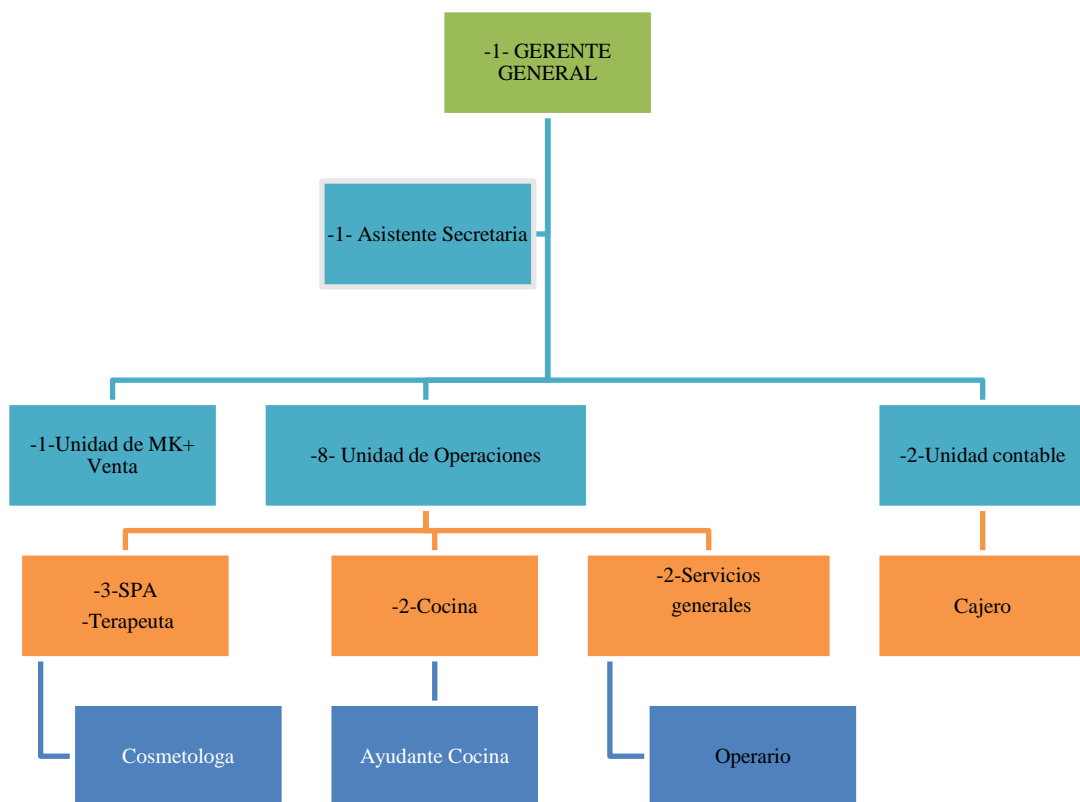 -1- GERENTE
GENERAL
-1- Asistente Secretaria
-1-Unidad de MK+
Venta
-8- Unidad de Operaciones
-2-Unidad contable
-3-SPA
-Terapeuta
-2-Cocina
-2-Servicios
generales
Cajero
Cosmetologa
Ayudante Cocina
Operario